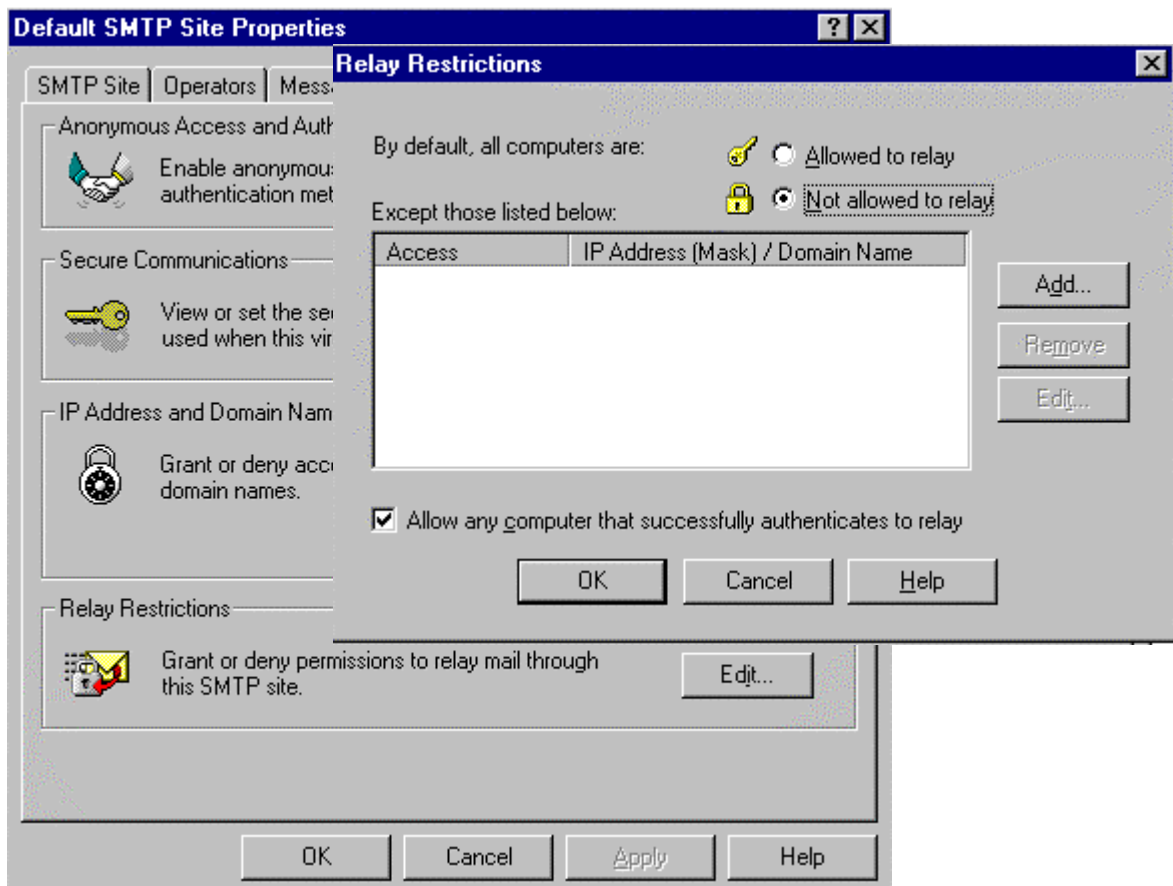 Default SMTP Site Properties
SMTP Site
Operators
Mess
Anonymous Access and Auth
Enable anonymous
authentication met
Secure Communications
View or set the se
used when this vir
IP Address and Domain Nam
Grant or deny acc
domain names.
Relay Restrictions
Grant or deny permissions to relay mail through
this SMTP site.
Edit...
OK
Cancel
Apply
Help
Relay Restrictions
By default, all computers are:
Allowed to relay
Not allowed to relay
Except those listed below:
Access
IP Address (Mask) / Domain Name
Add...
Remove
Edit...
Allow any computer that successfully authenticates to relay
OK
Cancel
Help